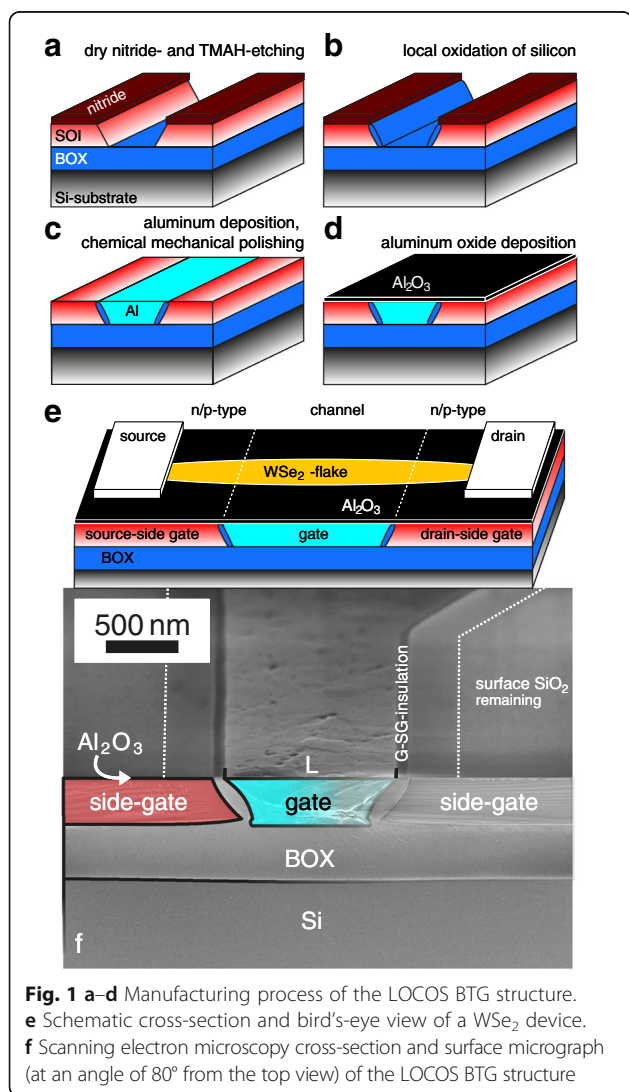 a dry nitride- and TMAH-etching
nitride
SOI
BOX
Si-substrate
b local oxidation of silicon
c aluminum deposition,
chemical mechanical polishing
Al
d aluminum oxide deposition
Al₂O₃
e n/p-type channel n/p-type
source drain
WSe₂ -flake
Al₂O₃
source-side gate gate drain-side gate
BOX
500 nm
G-SG-insulation
surface SiO₂
remaining
Al₂O₃
L
side-gate gate side-gate
BOX
Si
f
Fig. 1 a–d Manufacturing process of the LOCOS BTG structure.
e Schematic cross-section and bird's-eye view of a WSe₂ device.
f Scanning electron microscopy cross-section and surface micrograph
(at an angle of 80° from the top view) of the LOCOS BTG structure